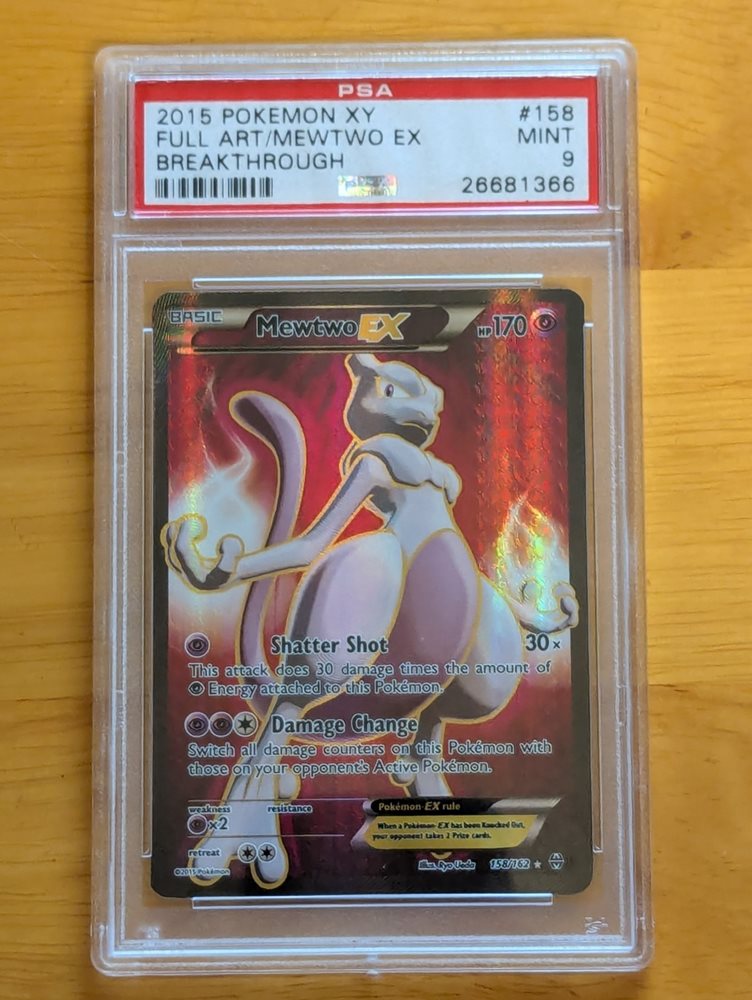 PSA
2015 POKEMON XY #158
FULL ART/MEWTWO EX MINT
BREAKTHROUGH 9
26681366
BASIC MewtwoEX HP170
Shatter Shot 30×
This attack does 30 damage times the amount of
Energy attached to this Pokémon.
Damage Change
Switch all damage counters on this Pokémon with
those on your opponent's Active Pokémon.
weakness resistance
×2
retreat
©2015 Pokémon
Pokémon-EX rule
When a Pokémon-EX has been Knocked Out,
your opponent takes 2 Prize cards.
Illus. Ryo Ueda 158/162 ★